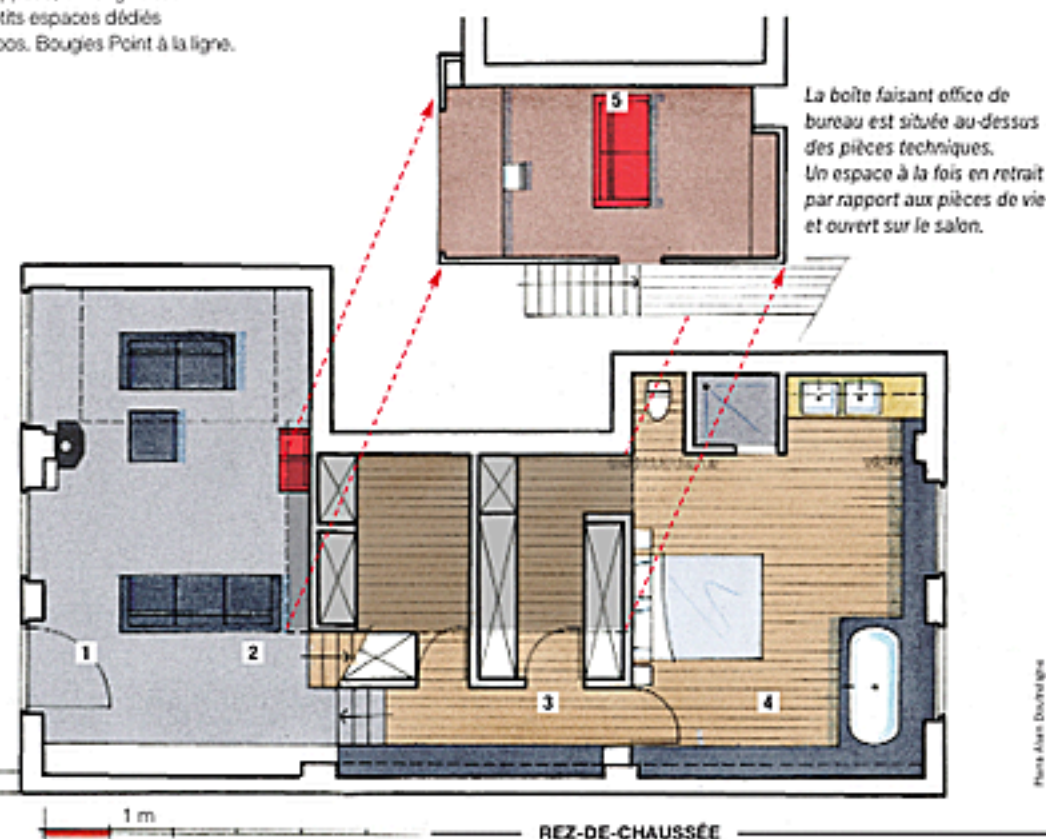 tits espaces dédiés
pos. Bougies Point à la ligne.
5
La boîte faisant office de
bureau est située au-dessus
des pièces techniques.
Un espace à la fois en retrait
par rapport aux pièces de vie
et ouvert sur le salon.
1
2
3
4
1 m
REZ-DE-CHAUSSÉE